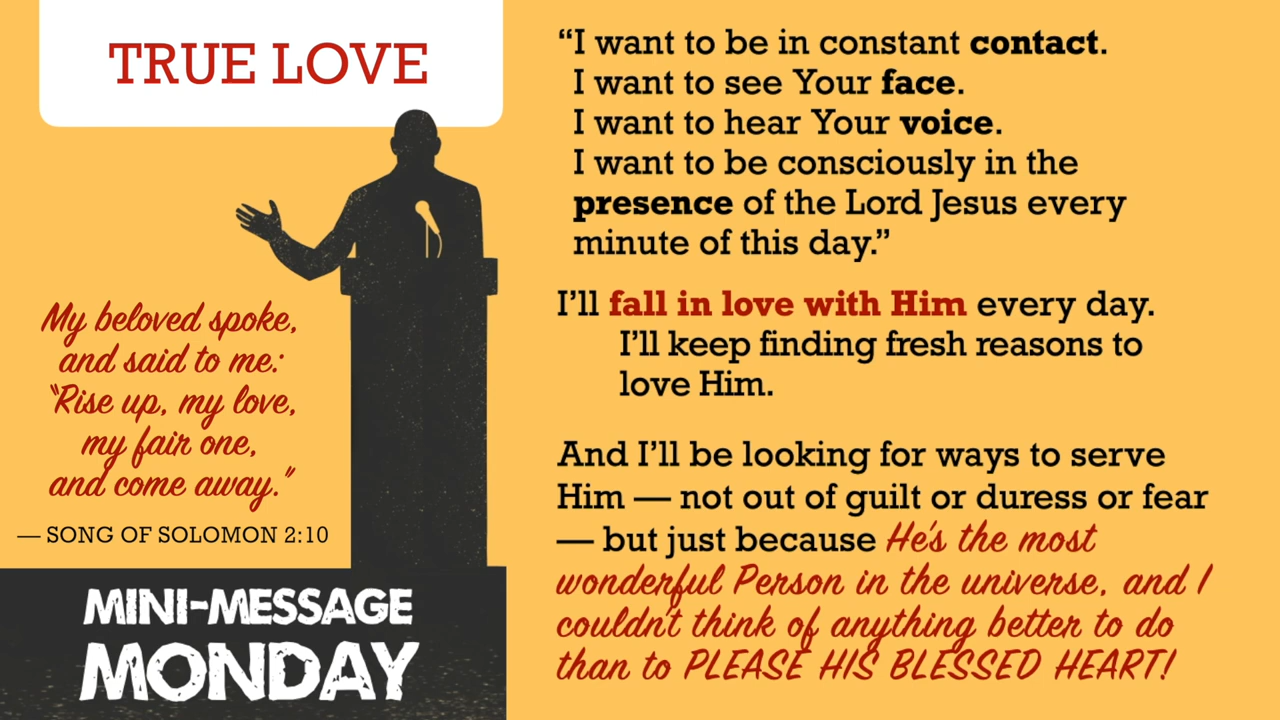 TRUE LOVE
My beloved spoke,
and said to me:
“Rise up, my love,
my fair one,
and come away.”
— SONG OF SOLOMON 2:10
MINI-MESSAGE
MONDAY
“I want to be in constant contact.
I want to see Your face.
I want to hear Your voice.
I want to be consciously in the
presence of the Lord Jesus every
minute of this day.”
I’ll fall in love with Him every day.
I’ll keep finding fresh reasons to
love Him.
And I’ll be looking for ways to serve
Him — not out of guilt or duress or fear
— but just because He’s the most
wonderful Person in the universe, and I
couldn’t think of anything better to do
than to PLEASE HIS BLESSED HEART!